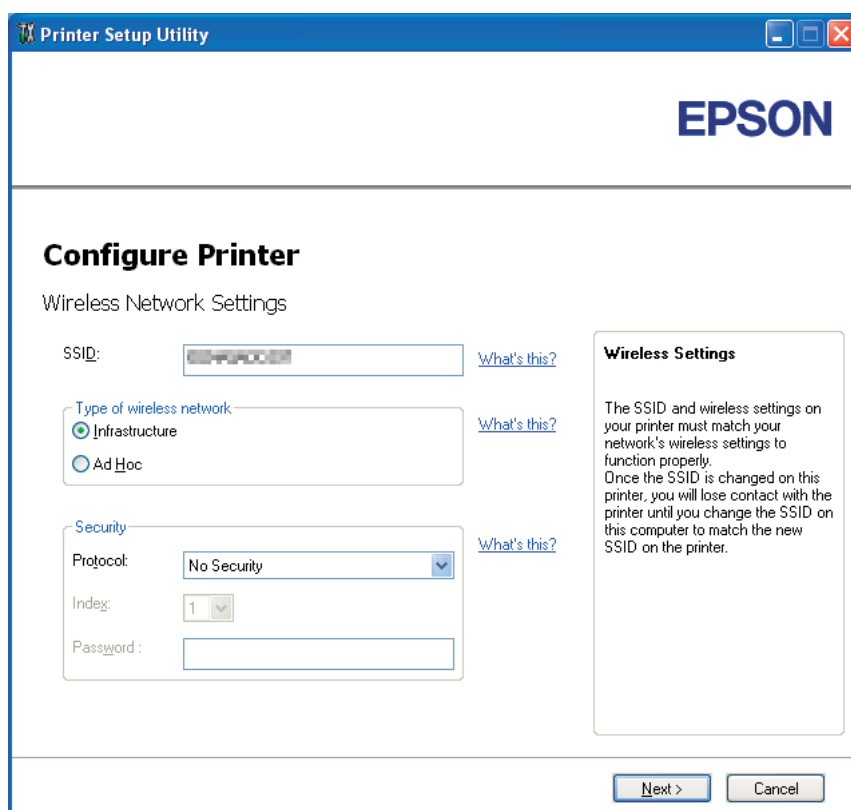 Printer Setup Utility
EPSON
Configure Printer
Wireless Network Settings
SSID:
What's this?
Type of wireless network
Infrastructure
Ad Hoc
What's this?
Security
Protocol:
No Security
What's this?
Index:
1
Password :
Wireless Settings
The SSID and wireless settings on
your printer must match your
network's wireless settings to
function properly.
Once the SSID is changed on this
printer, you will lose contact with the
printer until you change the SSID on
this computer to match the new
SSID on the printer.
Next >
Cancel